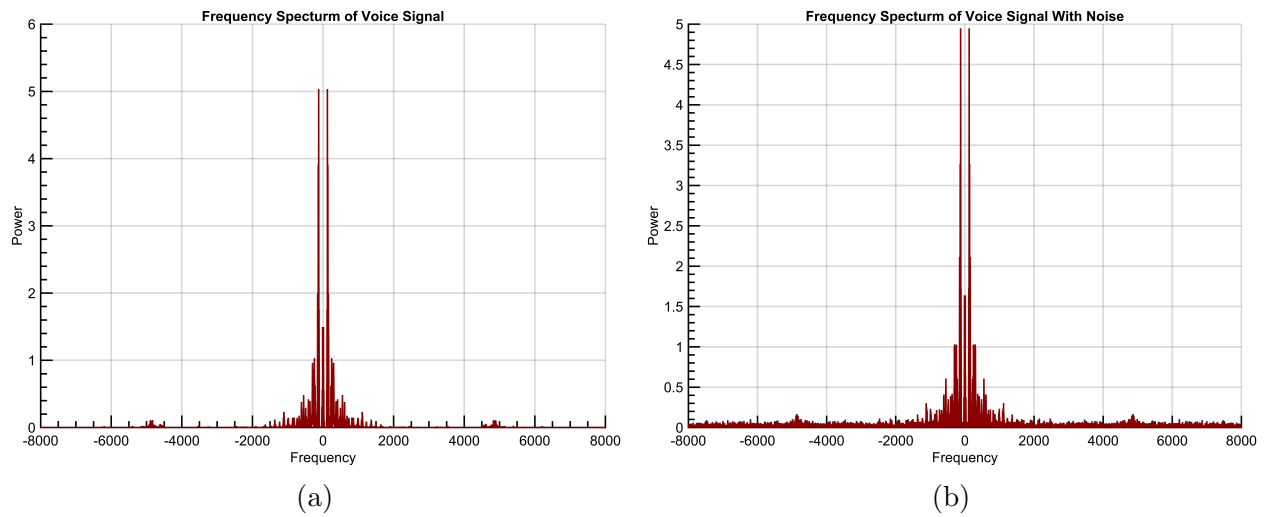 Frequency Specturm of Voice Signal
6
5
4
3
2
1
0
Power
-8000 -6000 -4000 -2000 0 2000 4000 6000 8000
Frequency
(a)
Frequency Specturm of Voice Signal With Noise
5
4.5
4
3.5
3
2.5
2
1.5
1
0.5
0
Power
-8000 -6000 -4000 -2000 0 2000 4000 6000 8000
Frequency
(b)